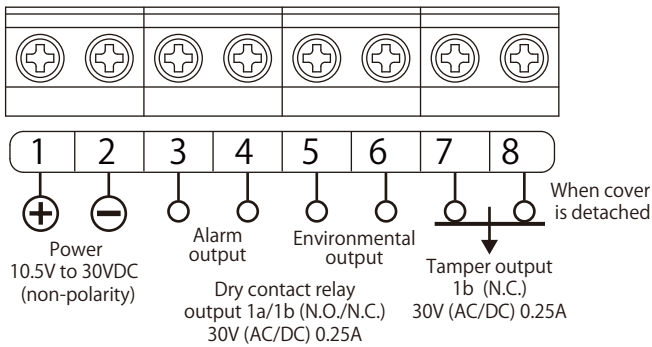 1 2 3 4 5 6 7 8
+ −
When cover
is detached
Power
10.5V to 30VDC
(non-polarity)
Alarm
output
Environmental
output
Dry contact relay
output 1a/1b (N.O./N.C.)
30V (AC/DC) 0.25A
Tamper output
1b (N.C.)
30V (AC/DC) 0.25A